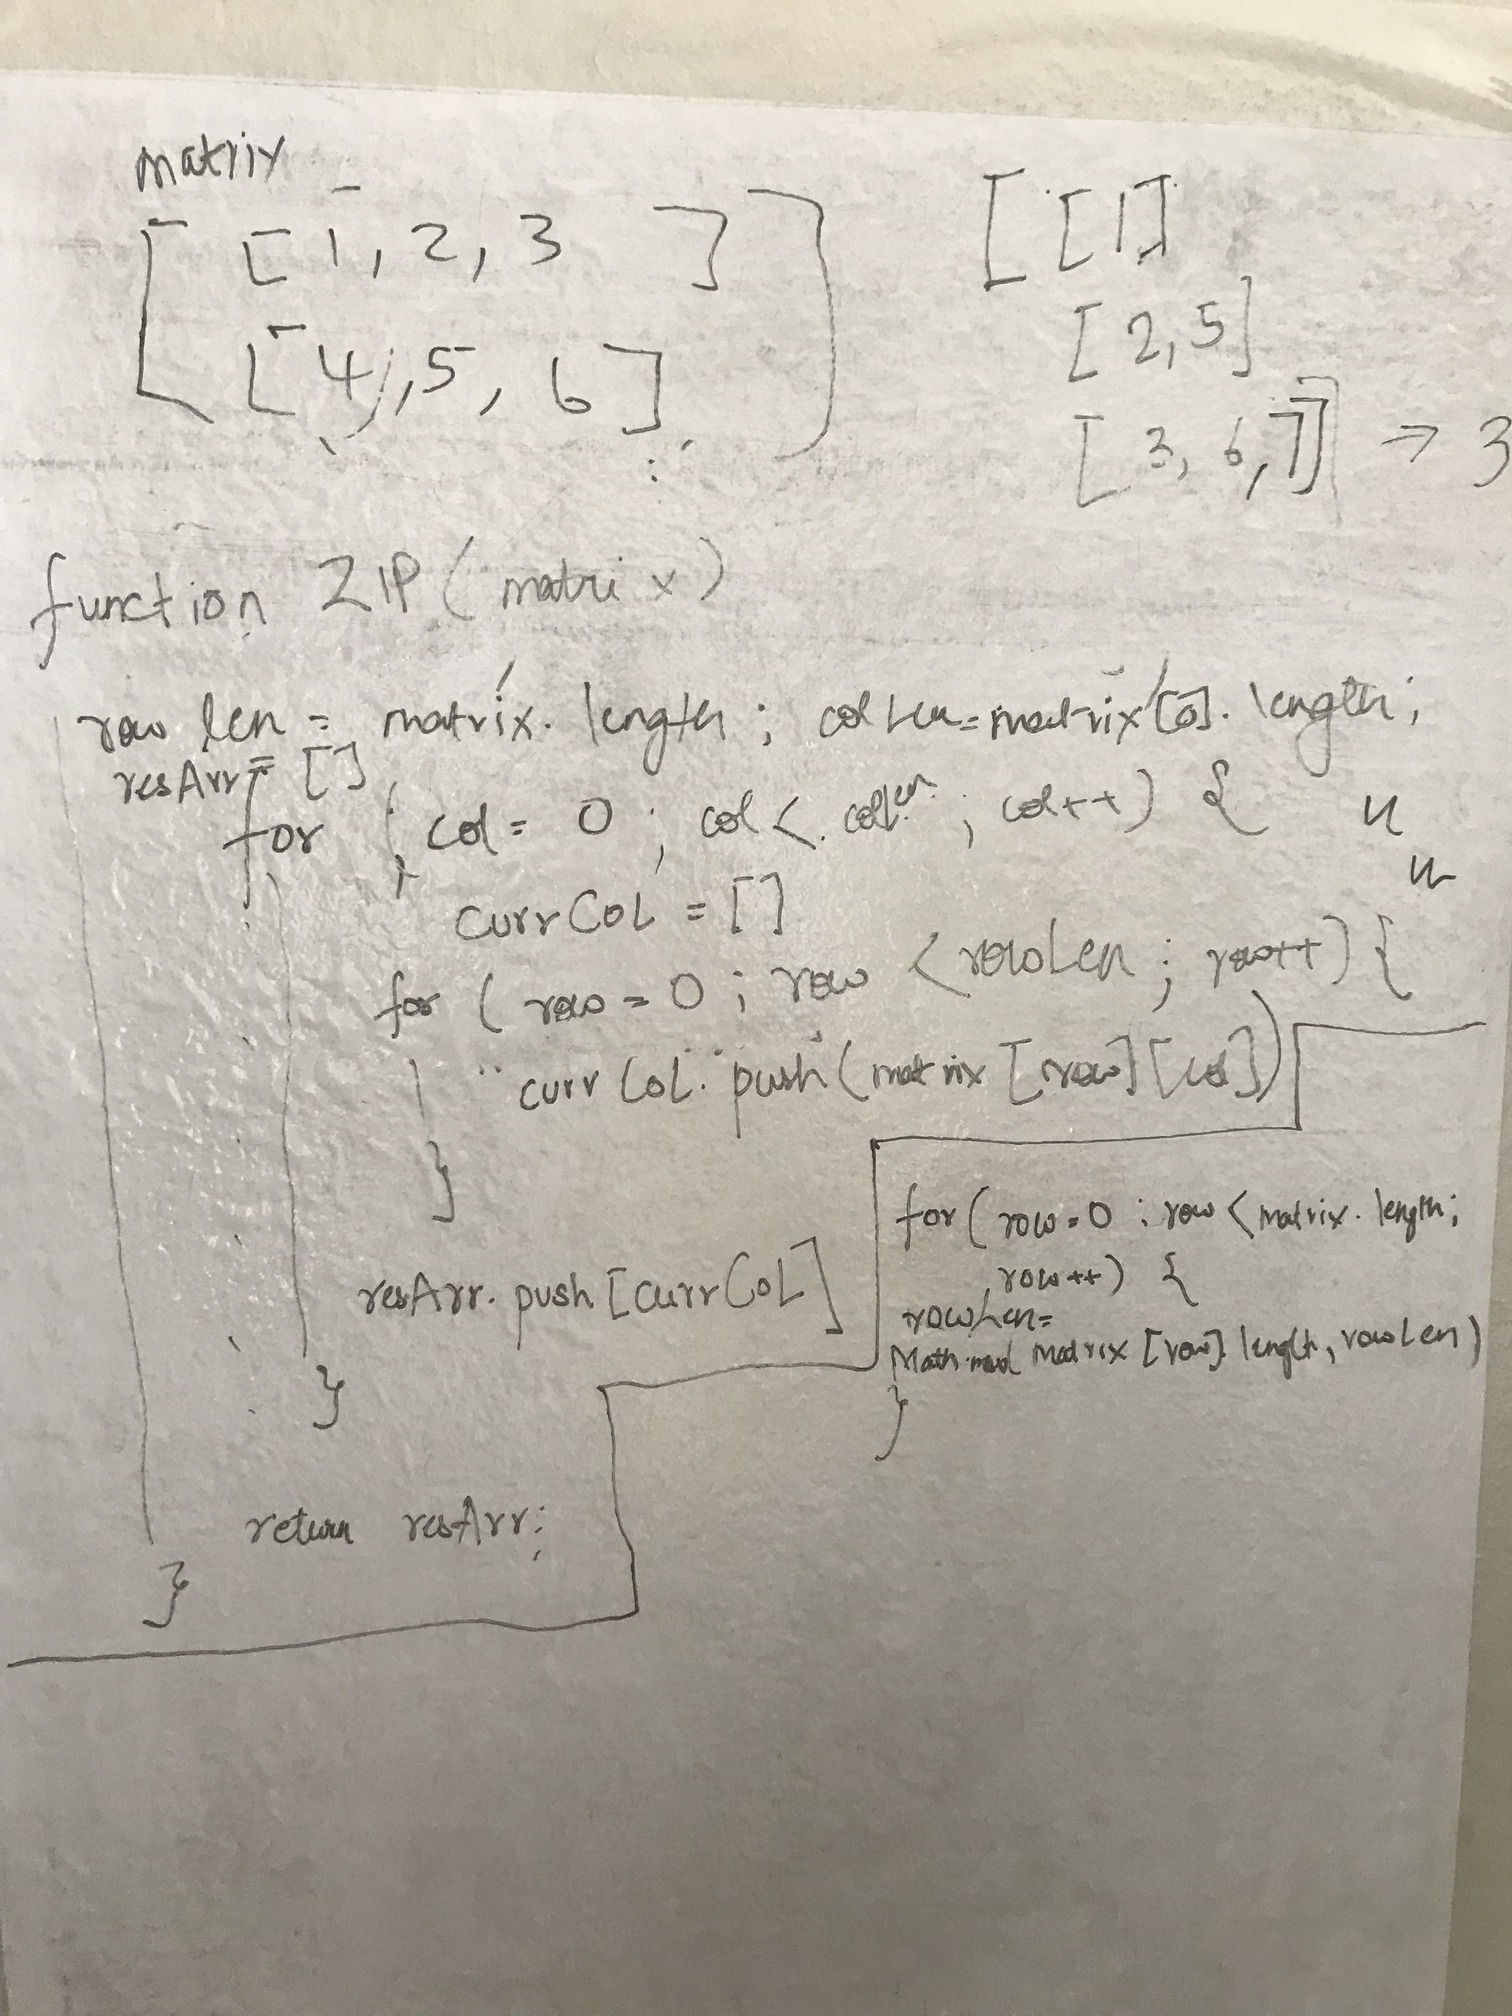 matrix
[ [ 1, 2, 3 ]
[ 4, 5, 6 ] ]
[ [1]
[ 2, 5]
[ 3, 6, 7]] => 3
function ZIP ( matrix )
row len = matrix. length ; colLen = matrix[0]. length ;
resArr = [ ]
for ( col = 0 ; col < colLen ; col++ ) {
currCoL = [ ]
for ( row = 0 ; row < rowLen ; row++ ) {
curr CoL. push ( matrix [row] [col])
}
resArr. push [ currCoL ]
}
return resArr;
}
for ( row = 0 ; row < matrix. length ;
row ++ ) {
rowLen =
Math matrix [row]. length, rowLen )
}